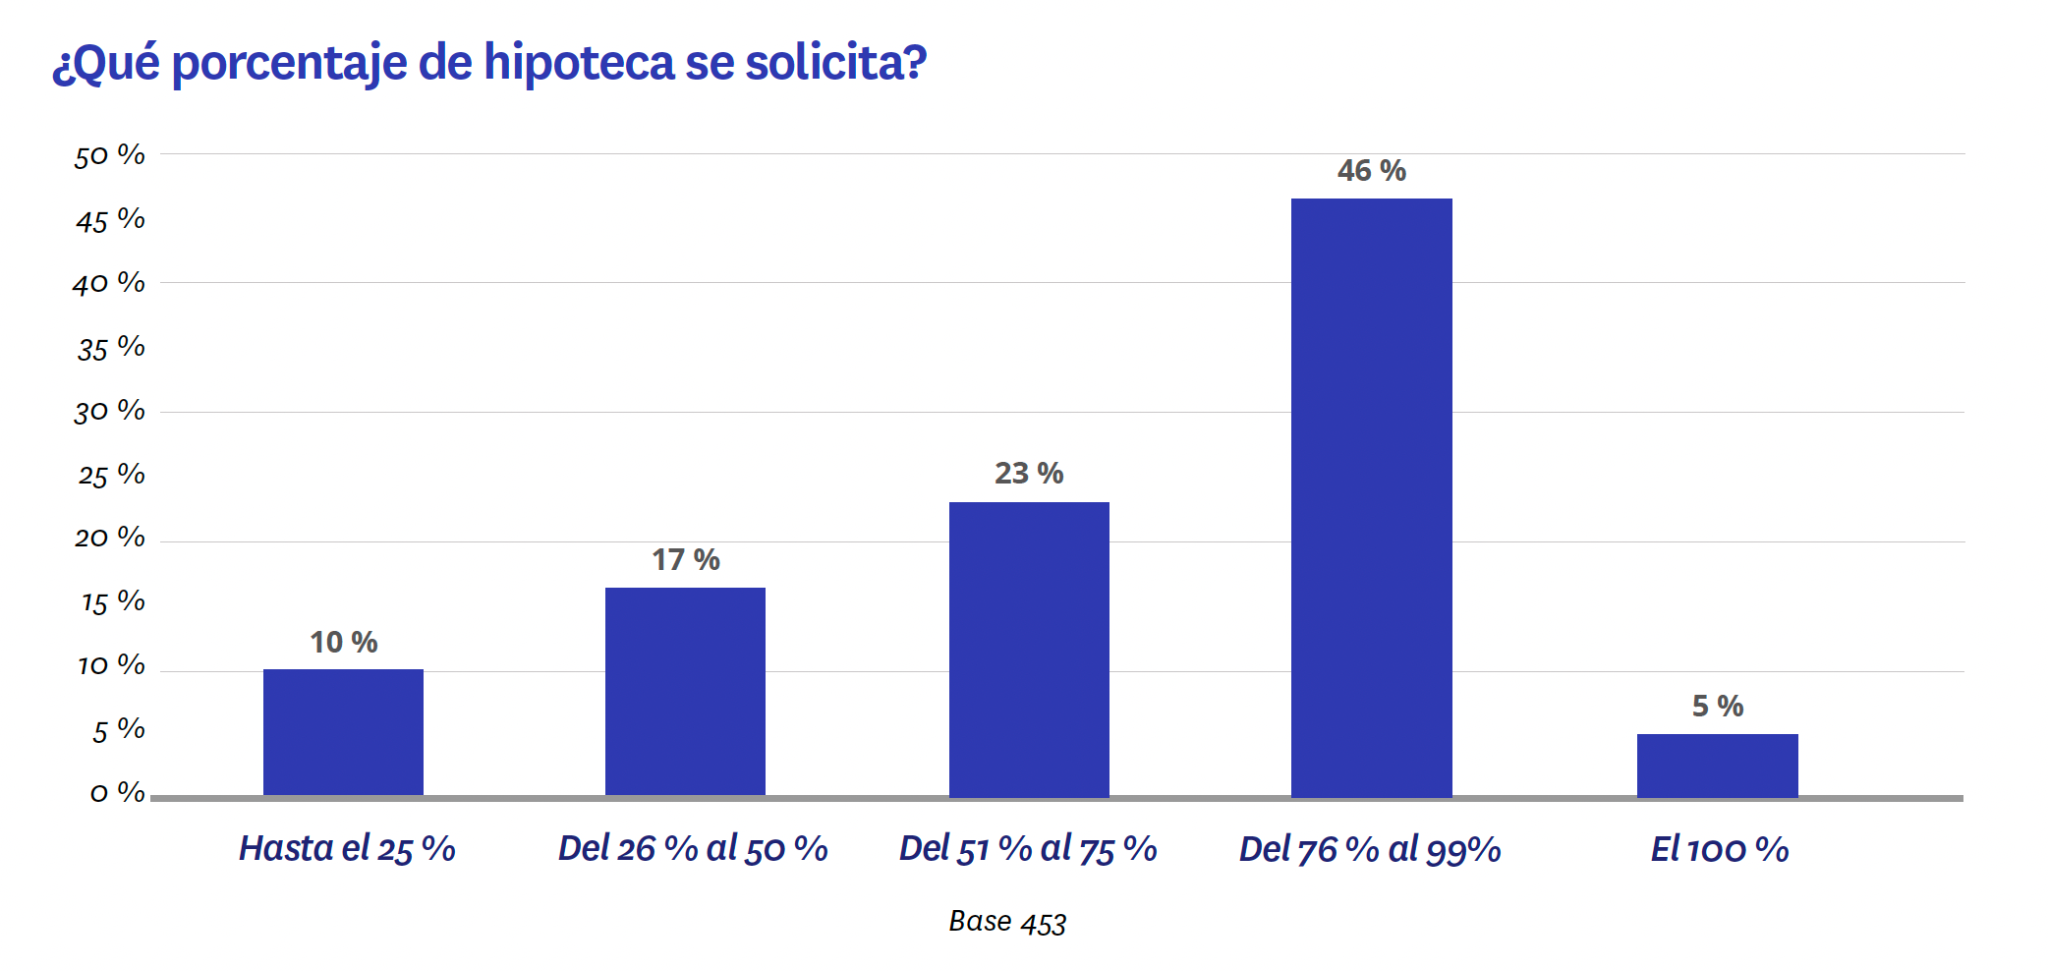 ¿Qué porcentaje de hipoteca se solicita?
50 %
45 %
40 %
35 %
30 %
25 %
20 %
15 %
10 %
5 %
0 %
10 %
17 %
23 %
46 %
5 %
Hasta el 25 %
Del 26 % al 50 %
Del 51 % al 75 %
Del 76 % al 99%
El 100 %
Base 453